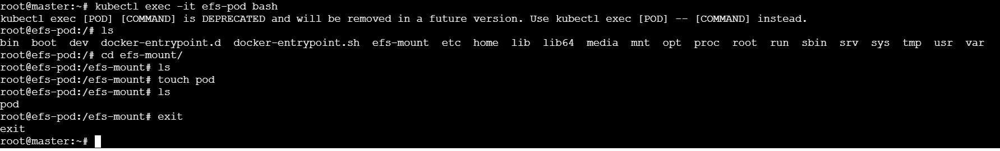 root@master:~# kubectl exec -it efs-pod bash
kubectl exec [POD] [COMMAND] is DEPRECATED and will be removed in a future version. Use kubectl exec [POD] -- [COMMAND] instead.
root@efs-pod:/# ls
bin  boot  dev  docker-entrypoint.d  docker-entrypoint.sh  efs-mount  etc  home  lib  lib64  media  mnt  opt  proc  root  run  sbin  srv  sys  tmp  usr  var
root@efs-pod:/# cd efs-mount/
root@efs-pod:/efs-mount# ls
root@efs-pod:/efs-mount# touch pod
root@efs-pod:/efs-mount# ls
pod
root@efs-pod:/efs-mount# exit
exit
root@master:~#